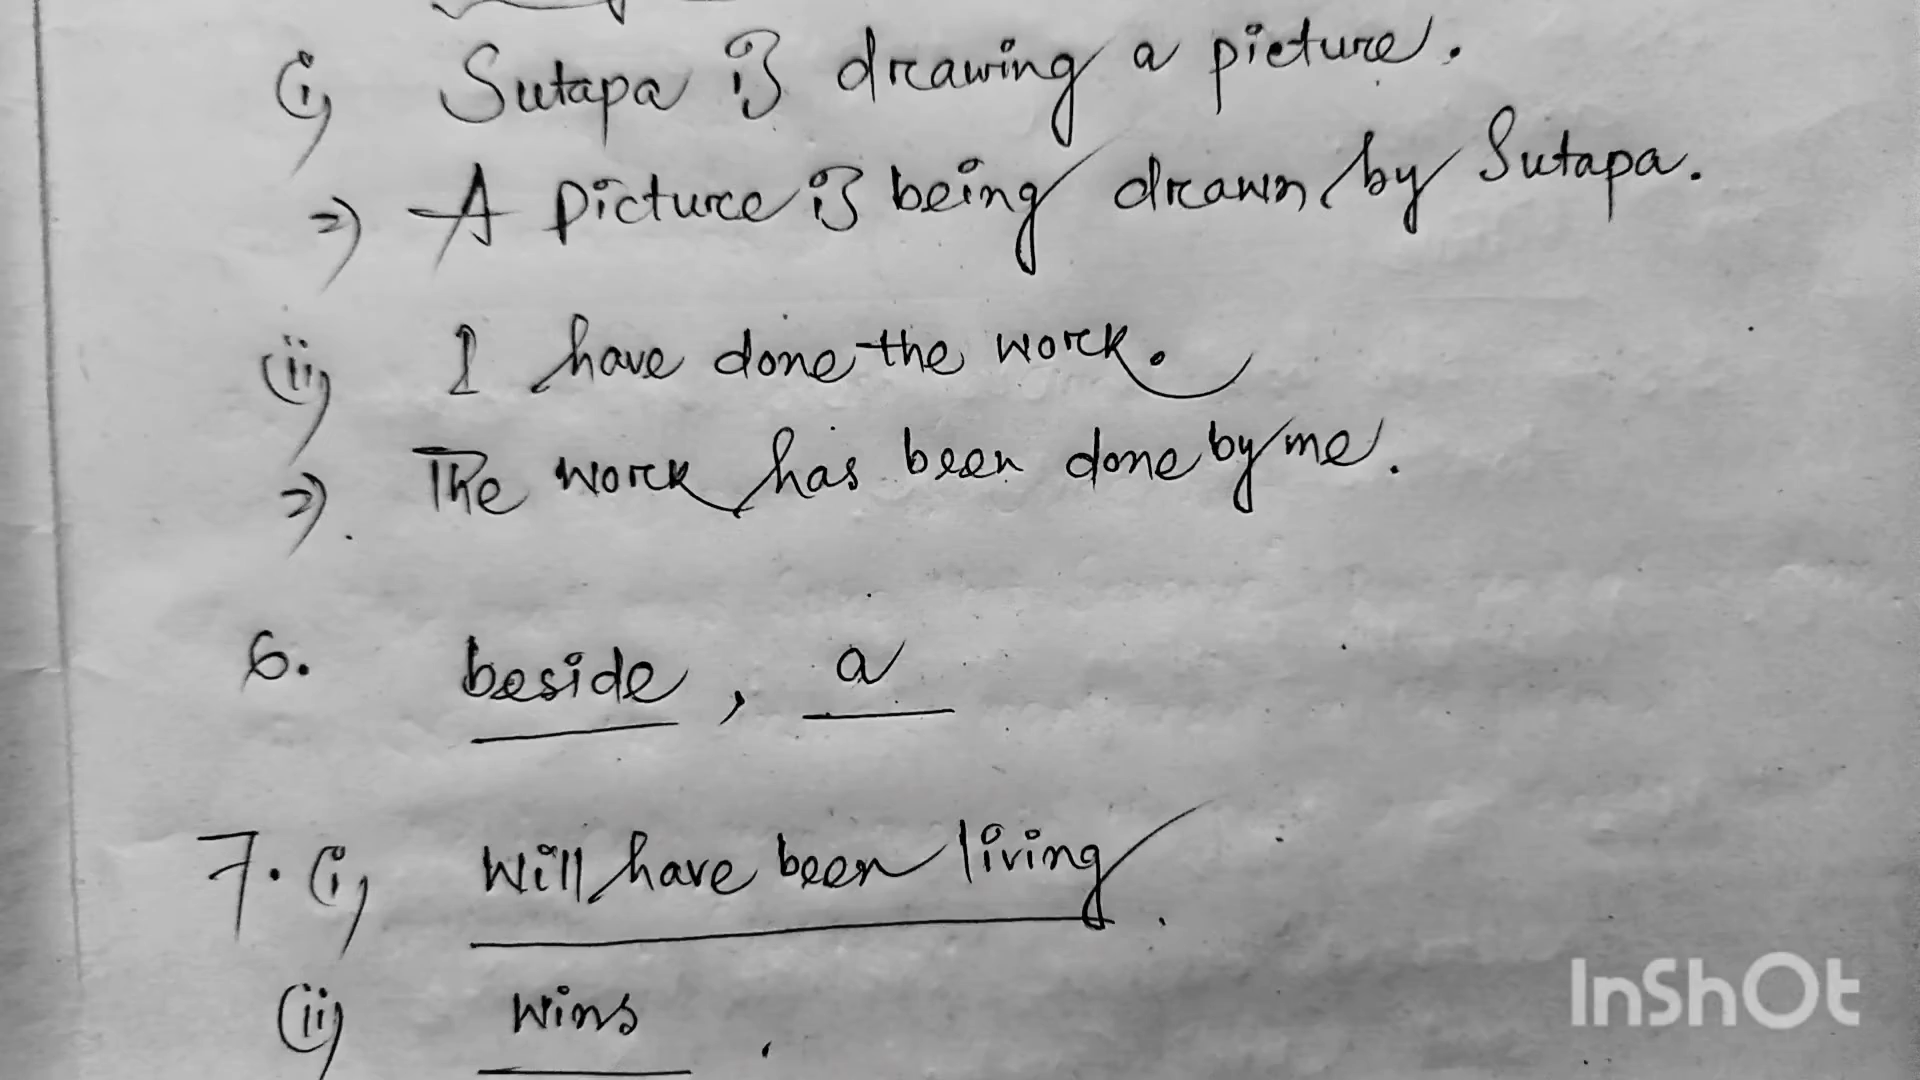 (i) Sutapa is drawing a picture.
=) A picture is being drawn by Sutapa.
(ii) I have done the work.
=). The work has been done by me.
6. beside, a
7. (i) Will have been living.
(ii) wins.
InShOt